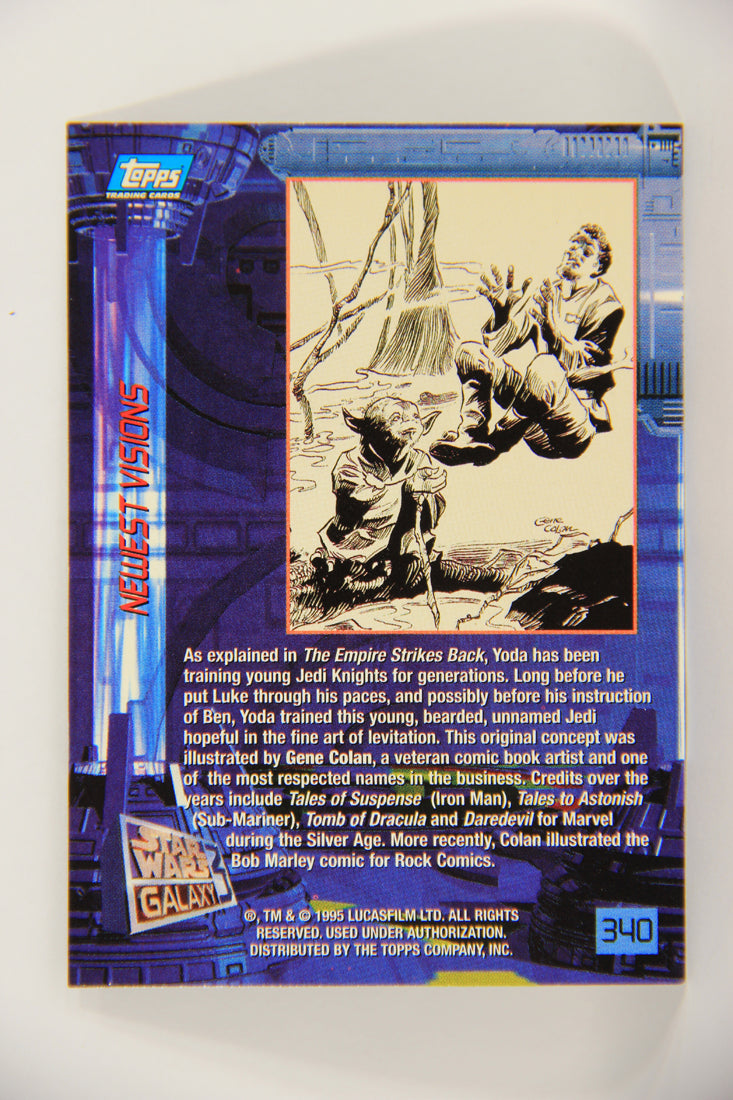 topps
TRADING CARDS
NEWEST VISIONS
GENE
COLAN
As explained in The Empire Strikes Back, Yoda has been
training young Jedi Knights for generations. Long before he
put Luke through his paces, and possibly before his instruction
of Ben, Yoda trained this young, bearded, unnamed Jedi
hopeful in the fine art of levitation. This original concept was
illustrated by Gene Colan, a veteran comic book artist and one
of the most respected names in the business. Credits over the
years include Tales of Suspense (Iron Man), Tales to Astonish
(Sub-Mariner), Tomb of Dracula and Daredevil for Marvel
during the Silver Age. More recently, Colan illustrated the
Bob Marley comic for Rock Comics.
STAR
WARS
GALAXY
®, TM & © 1995 LUCASFILM LTD. ALL RIGHTS
RESERVED. USED UNDER AUTHORIZATION.
DISTRIBUTED BY THE TOPPS COMPANY, INC.
340